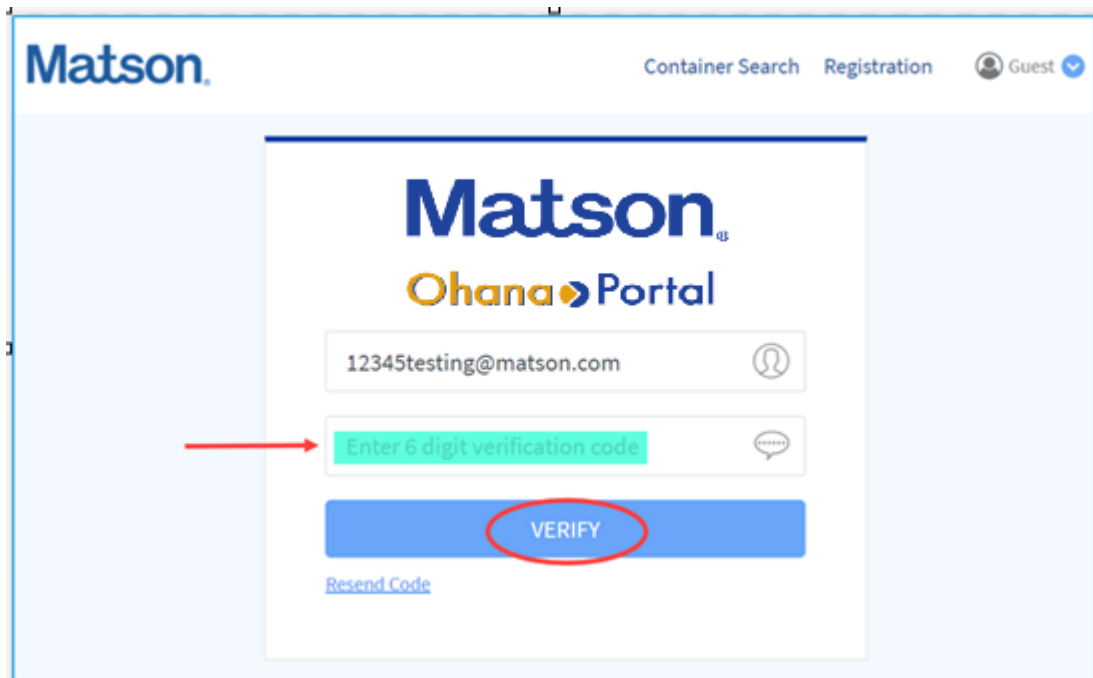 Matson®
Container Search Registration Guest
Matson®
Ohana Portal
12345testing@matson.com
Enter 6 digit verification code
VERIFY
Resend Code